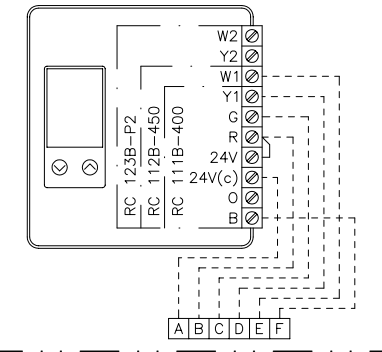 W2
Y2
W1
Y1
G
R
24V
24V(c)
O
B
RC 123B-P2
RC 112B-450
RC 111B-400
A B C D E F